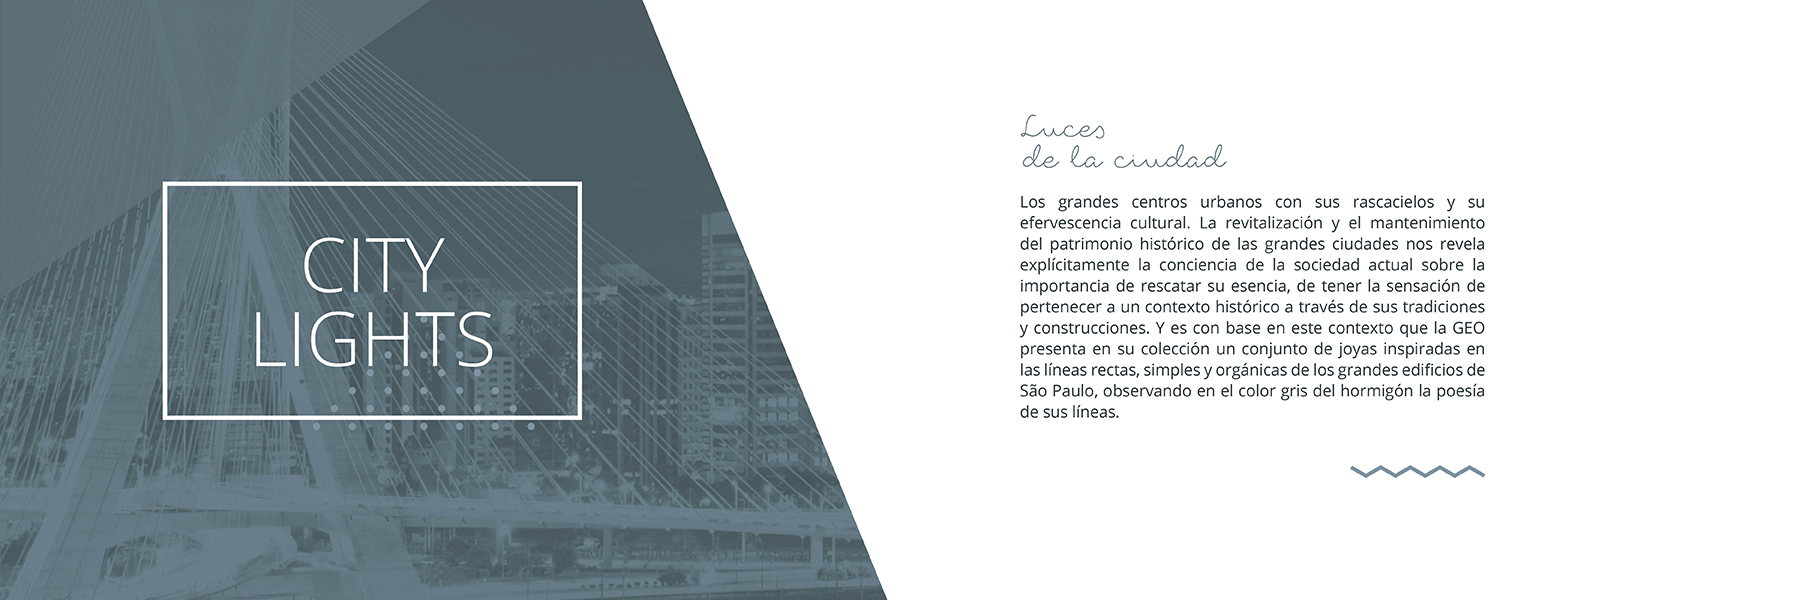 CITY
LIGHTS
Luces
de la ciudad
Los grandes centros urbanos con sus rascacielos y su
efervescencia cultural. La revitalización y el mantenimiento
del patrimonio histórico de las grandes ciudades nos revela
explícitamente la conciencia de la sociedad actual sobre la
importancia de rescatar su esencia, de tener la sensación de
pertenecer a un contexto histórico a través de sus tradiciones
y construcciones. Y es con base en este contexto que la GEO
presenta en su colección un conjunto de joyas inspiradas en
las líneas rectas, simples y orgánicas de los grandes edificios de
São Paulo, observando en el color gris del hormigón la poesía
de sus líneas.